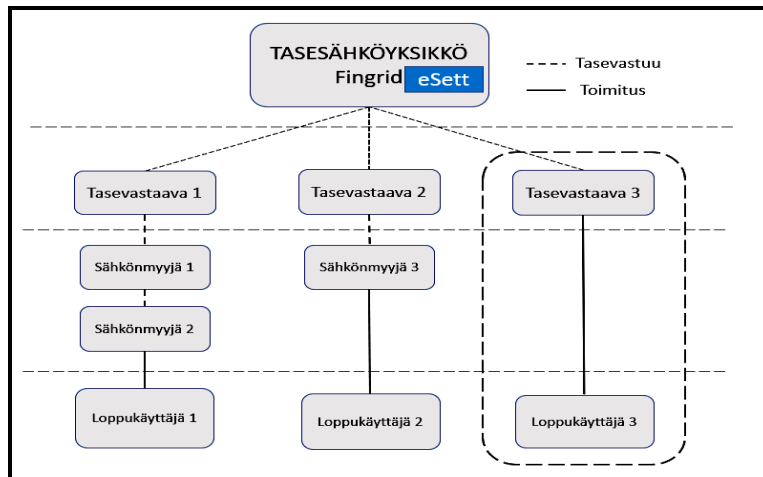 TASESÄHKÖYKSIKKÖ
Fingrid eSett
Tasevastuu
Toimitus
Tasevastaava 1
Tasevastaava 2
Tasevastaava 3
Sähkönmyyjä 1
Sähkönmyyjä 3
Sähkönmyyjä 2
Loppukäyttäjä 1
Loppukäyttäjä 2
Loppukäyttäjä 3